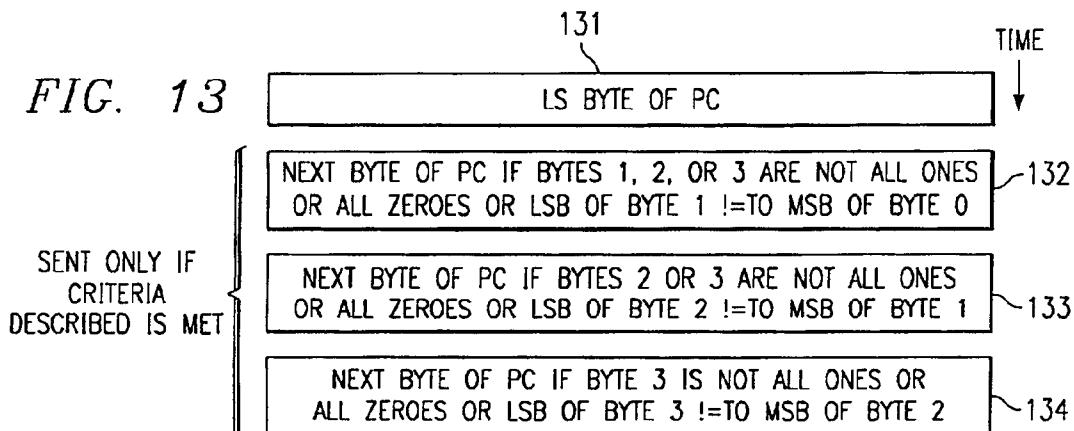 131
TIME
FIG. 13
LS BYTE OF PC
NEXT BYTE OF PC IF BYTES 1, 2, OR 3 ARE NOT ALL ONES
OR ALL ZEROES OR LSB OF BYTE 1 !=TO MSB OF BYTE 0
132
SENT ONLY IF
CRITERIA
DESCRIBED IS MET
NEXT BYTE OF PC IF BYTES 2 OR 3 ARE NOT ALL ONES
OR ALL ZEROES OR LSB OF BYTE 2 !=TO MSB OF BYTE 1
133
NEXT BYTE OF PC IF BYTE 3 IS NOT ALL ONES OR
ALL ZEROES OR LSB OF BYTE 3 !=TO MSB OF BYTE 2
134